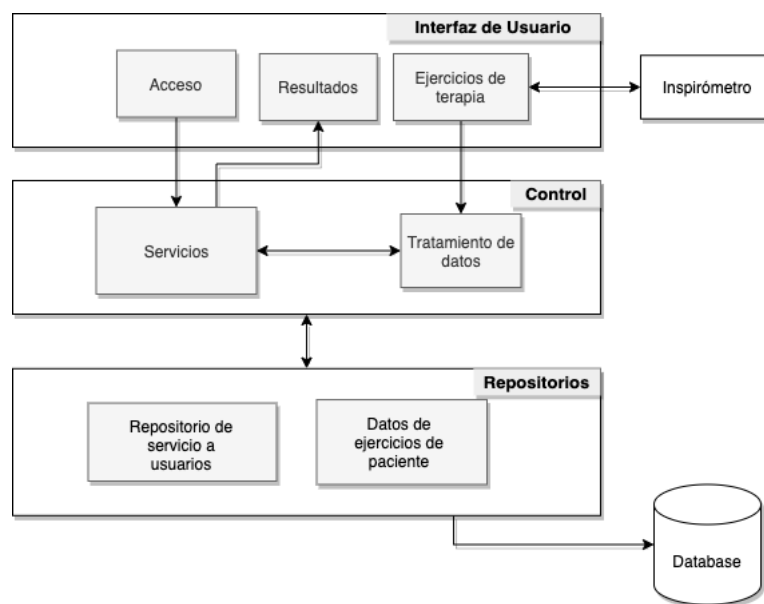 Interfaz de Usuario
Acceso
Resultados
Ejercicios de
terapia
Inspirómetro
Control
Servicios
Tratamiento de
datos
Repositorios
Repositorio de
servicio a
usuarios
Datos de
ejercicios de
paciente
Database